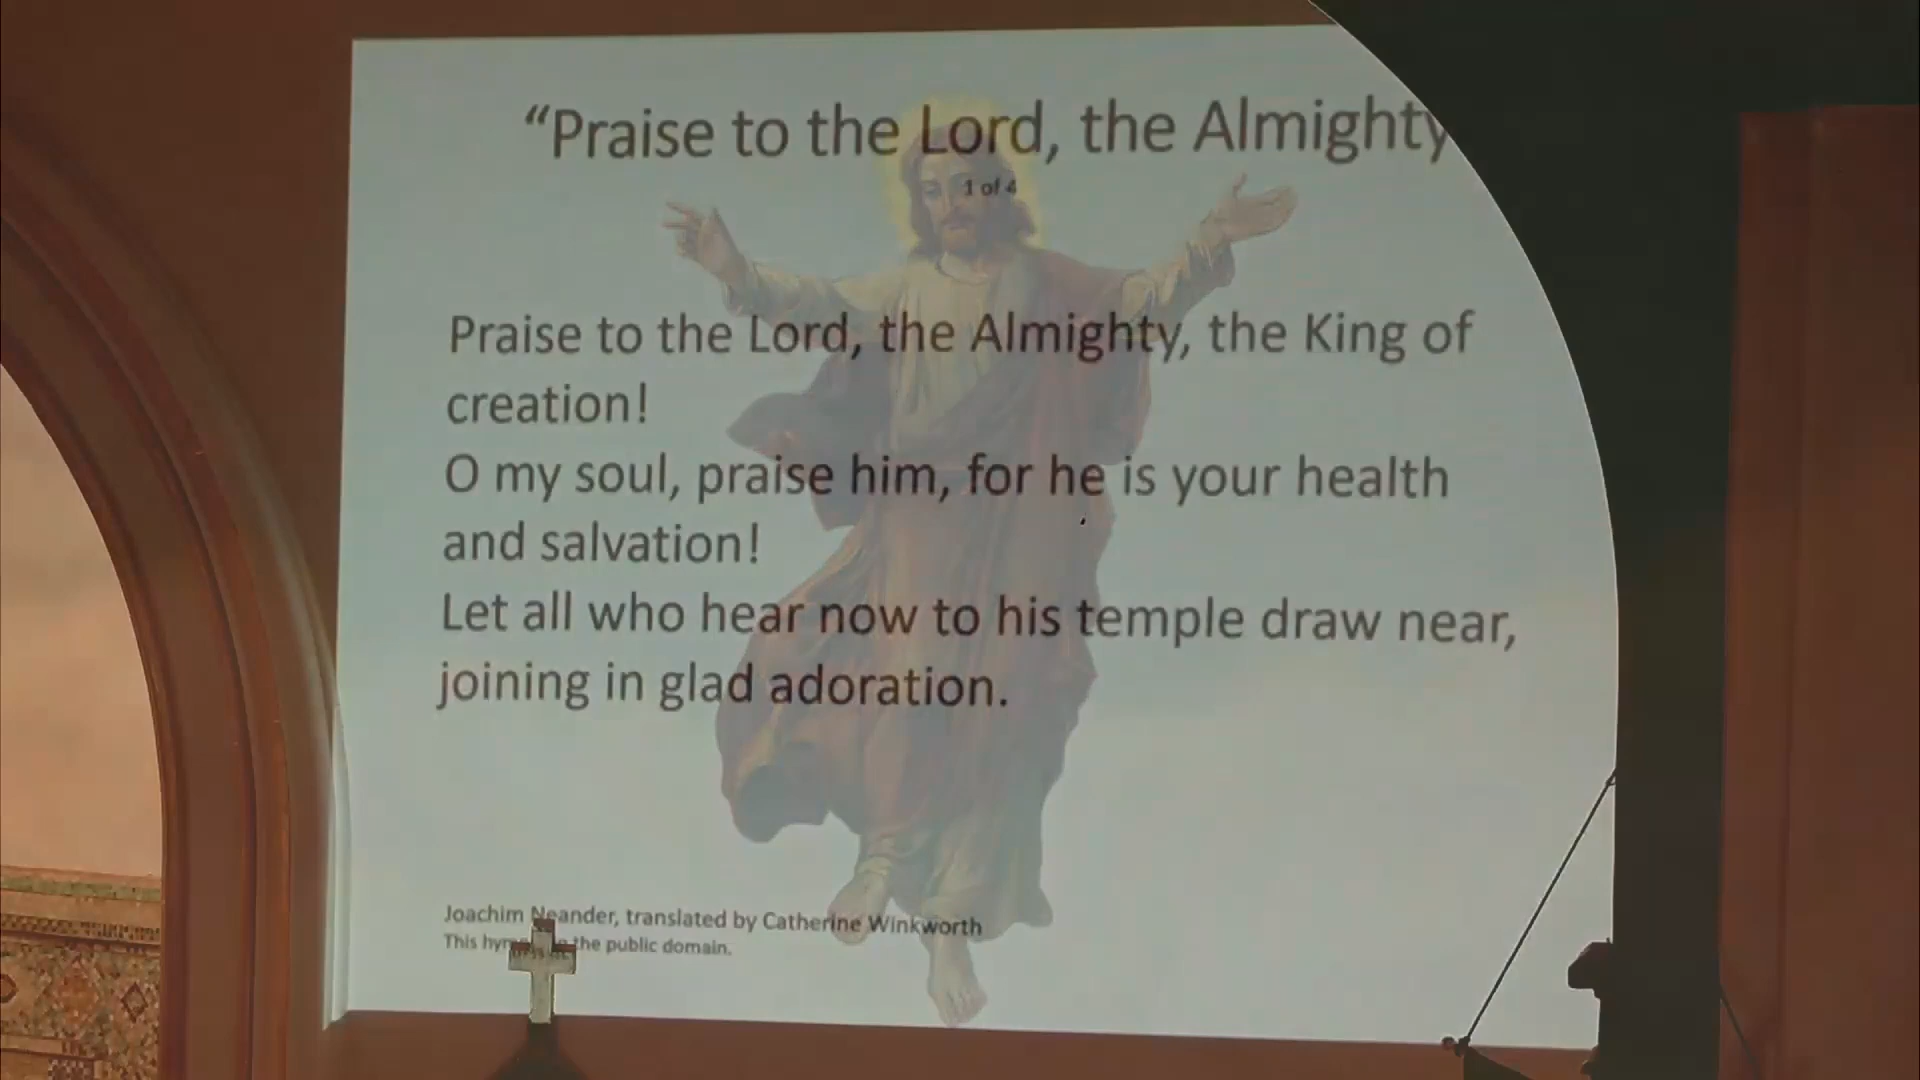 “Praise to the Lord, the Almighty
1 of 4
Praise to the Lord, the Almighty, the King of
creation!
O my soul, praise him, for he is your health
and salvation!
Let all who hear now to his temple draw near,
joining in glad adoration.
Joachim Neander, translated by Catherine Winkworth
This the public domain.